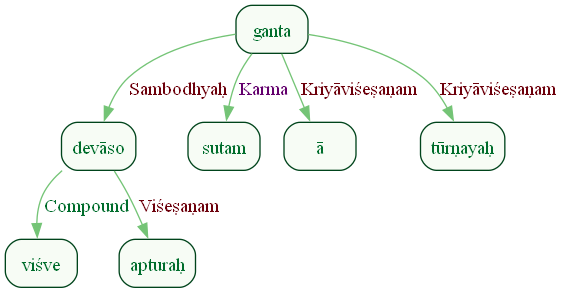 ganta
Sambodhyaḥ Karma Kriyāviśeṣaṇam Kriyāviśeṣaṇam
devāso sutam ā tūrṇayaḥ
Compound Viśeṣaṇam
viśve apturaḥ